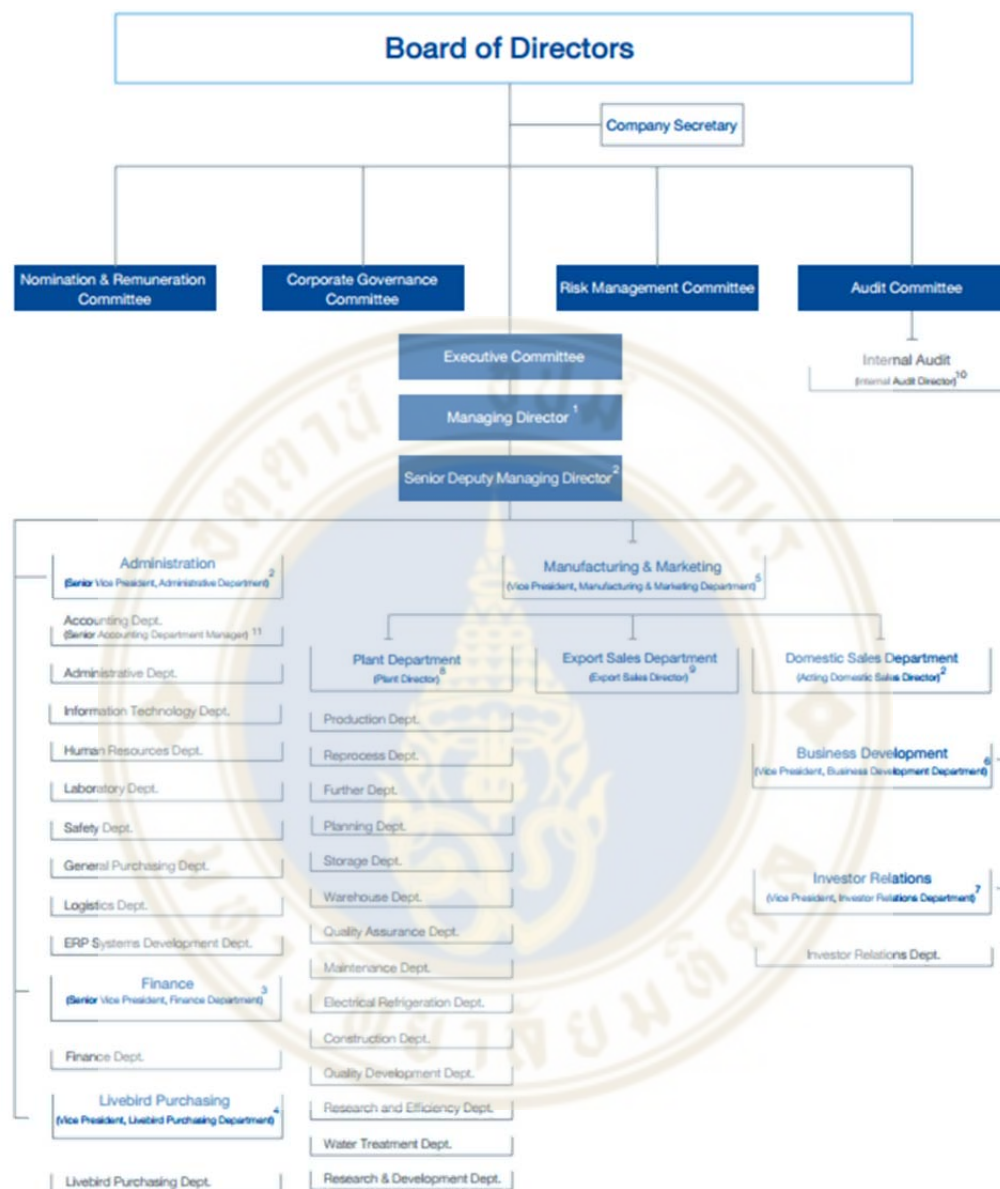 Board of Directors
Company Secretary
Nomination & Remuneration
Committee
Corporate Governance
Committee
Risk Management Committee
Audit Committee
Internal Audit
(Internal Audit Director)10
Executive Committee
Managing Director 1
Senior Deputy Managing Director2
Administration
(Senior Vice President, Administrative Department)2
Accounting Dept.
(Senior Accounting Department Manager) 11
Administrative Dept.
Information Technology Dept.
Human Resources Dept.
Laboratory Dept.
Safety Dept.
General Purchasing Dept.
Logistics Dept.
ERP Systems Development Dept.
Finance
(Senior Vice President, Finance Department)3
Finance Dept.
Livebird Purchasing
(Vice President, Livebird Purchasing Department)4
Livebird Purchasing Dept.
Manufacturing & Marketing
(Vice President, Manufacturing & Marketing Department)5
Plant Department
(Plant Director)8
Production Dept.
Reprocess Dept.
Further Dept.
Planning Dept.
Storage Dept.
Warehouse Dept.
Quality Assurance Dept.
Maintenance Dept.
Electrical Refrigeration Dept.
Construction Dept.
Quality Development Dept.
Research and Efficiency Dept.
Water Treatment Dept.
Research & Development Dept.
Export Sales Department
(Export Sales Director)9
Domestic Sales Department
(Acting Domestic Sales Director)2
Business Development
(Vice President, Business Development Department)6
Investor Relations
(Vice President, Investor Relations Department)7
Investor Relations Dept.